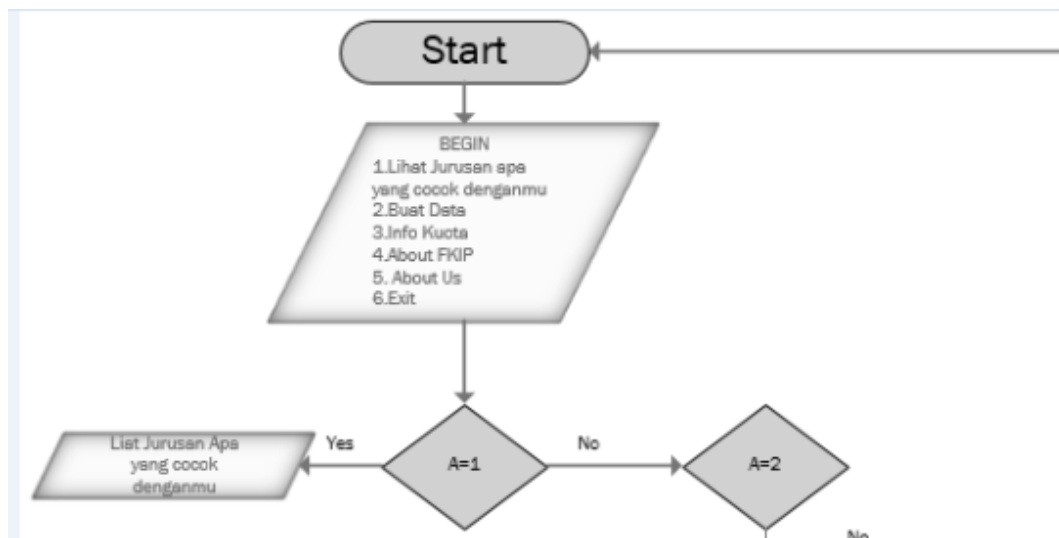 Start
BEGIN
1.Lihat Jurusan apa
yang cocok denganmu
2.Buat Data
3.Info Kuota
4.About FKIP
5. About Us
6.Exit
Liat Jurusan Apa
yang cocok
denganmu
Yes
A=1
No
A=2
No